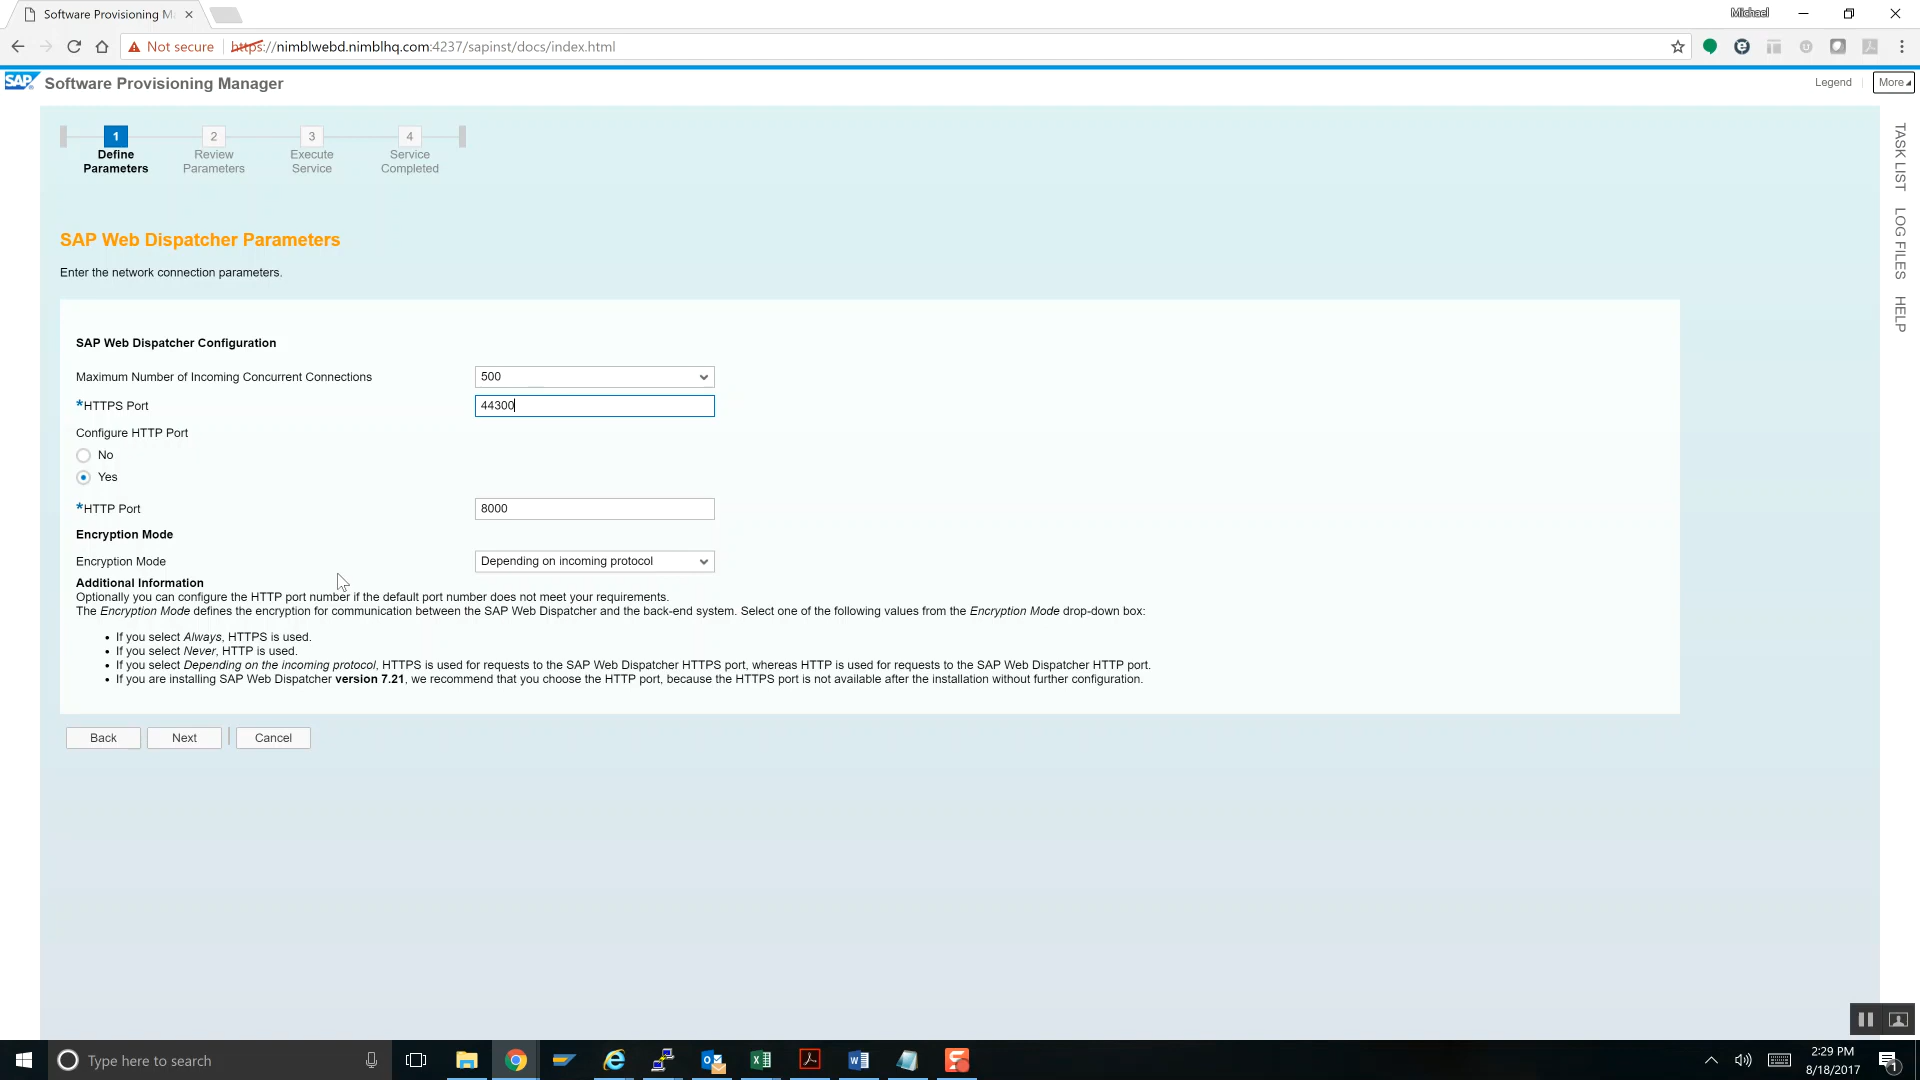 Software Provisioning M
Michael
Not secure
https://nimblwebd.nimblhq.com:4237/sapinst/docs/index.html
SAP Software Provisioning Manager
Legend
More
TASK LIST
LOG FILES
HELP
1
2
3
4
Define Parameters
Review Parameters
Execute Service
Service Completed
SAP Web Dispatcher Parameters
Enter the network connection parameters.
SAP Web Dispatcher Configuration
Maximum Number of Incoming Concurrent Connections
500
*HTTPS Port
44300
Configure HTTP Port
No
Yes
*HTTP Port
8000
Encryption Mode
Encryption Mode
Depending on incoming protocol
Additional Information
Optionally you can configure the HTTP port number if the default port number does not meet your requirements.
The Encryption Mode defines the encryption for communication between the SAP Web Dispatcher and the back-end system. Select one of the following values from the Encryption Mode drop-down box:
• If you select Always, HTTPS is used.
• If you select Never, HTTP is used.
• If you select Depending on the incoming protocol, HTTPS is used for requests to the SAP Web Dispatcher HTTPS port, whereas HTTP is used for requests to the SAP Web Dispatcher HTTP port.
• If you are installing SAP Web Dispatcher version 7.21, we recommend that you choose the HTTP port, because the HTTPS port is not available after the installation without further configuration.
Back
Next
Cancel
Type here to search
2:29 PM
8/18/2017
1